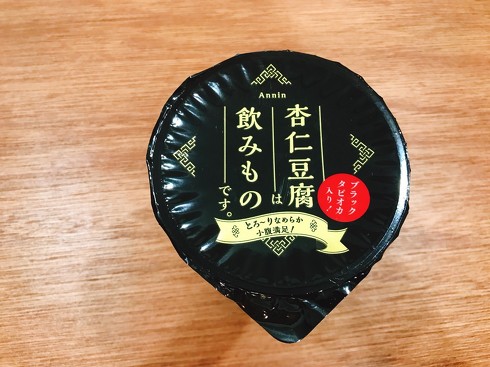 Annin
杏仁豆腐は
飲みもの
です。
ブラック
タピオカ
入り!
とろ〜りなめらか
小腹満足!